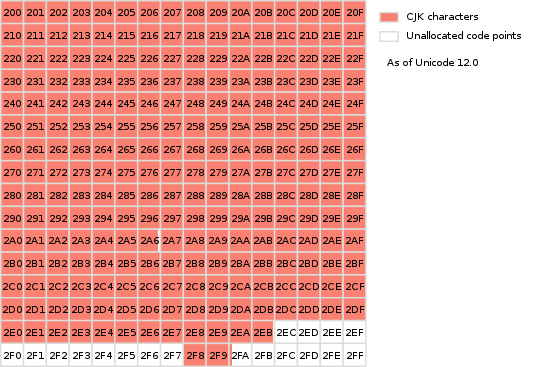 200 201 202 203 204 205 206 207 208 209 20A 20B 20C 20D 20E 20F
210 211 212 213 214 215 216 217 218 219 21A 21B 21C 21D 21E 21F
220 221 222 223 224 225 226 227 228 229 22A 22B 22C 22D 22E 22F
230 231 232 233 234 235 236 237 238 239 23A 23B 23C 23D 23E 23F
240 241 242 243 244 245 246 247 248 249 24A 24B 24C 24D 24E 24F
250 251 252 253 254 255 256 257 258 259 25A 25B 25C 25D 25E 25F
260 261 262 263 264 265 266 267 268 269 26A 26B 26C 26D 26E 26F
270 271 272 273 274 275 276 277 278 279 27A 27B 27C 27D 27E 27F
280 281 282 283 284 285 286 287 288 289 28A 28B 28C 28D 28E 28F
290 291 292 293 294 295 296 297 298 299 29A 29B 29C 29D 29E 29F
2A0 2A1 2A2 2A3 2A4 2A5 2A6 2A7 2A8 2A9 2AA 2AB 2AC 2AD 2AE 2AF
2B0 2B1 2B2 2B3 2B4 2B5 2B6 2B7 2B8 2B9 2BA 2BB 2BC 2BD 2BE 2BF
2C0 2C1 2C2 2C3 2C4 2C5 2C6 2C7 2C8 2C9 2CA 2CB 2CC 2CD 2CE 2CF
2D0 2D1 2D2 2D3 2D4 2D5 2D6 2D7 2D8 2D9 2DA 2DB 2DC 2DD 2DE 2DF
2E0 2E1 2E2 2E3 2E4 2E5 2E6 2E7 2E8 2E9 2EA 2EB 2EC 2ED 2EE 2EF
2F0 2F1 2F2 2F3 2F4 2F5 2F6 2F7 2F8 2F9 2FA 2FB 2FC 2FD 2FE 2FF
CJK characters
Unallocated code points
As of Unicode 12.0